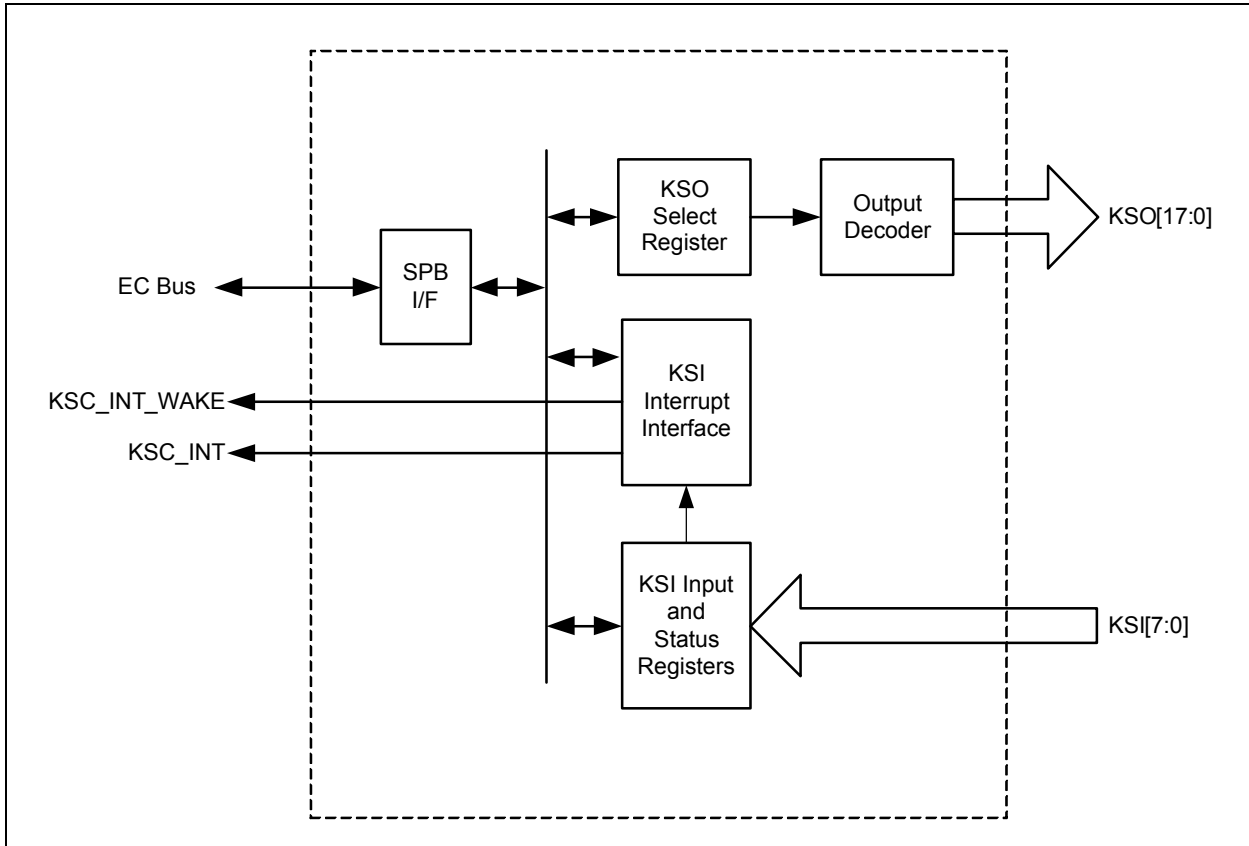 KSO
Select
Register
Output
Decoder
KSO[17:0]
EC Bus
SPB
I/F
KSI
Interrupt
Interface
KSC_INT_WAKE
KSC_INT
KSI Input
and
Status
Registers
KSI[7:0]